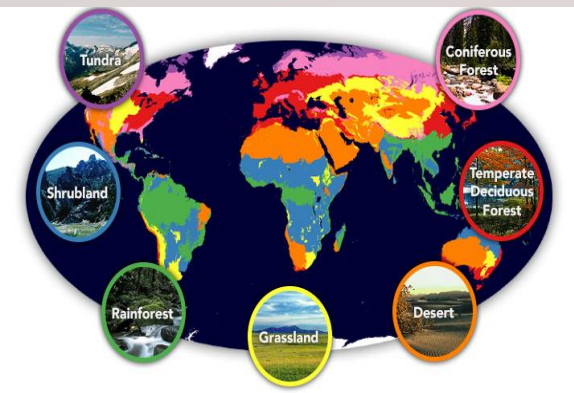 Tundra
Coniferous
Forest
Shrubland
Temperate
Deciduous
Forest
Rainforest
Grassland
Desert